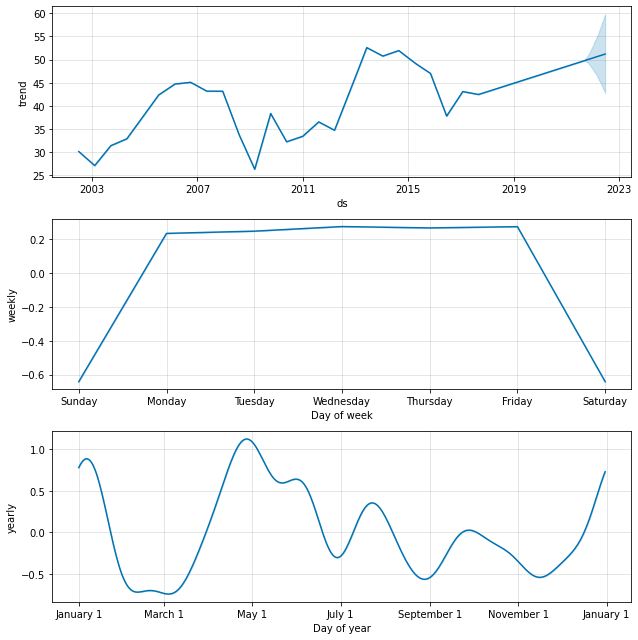 60
55
50
45
40
35
30
25
trend
2003 2007 2011 2015 2019 2023
ds
0.2
0.0
−0.2
−0.4
−0.6
weekly
Sunday Monday Tuesday Wednesday Thursday Friday Saturday
Day of week
1.0
0.5
0.0
−0.5
yearly
January 1 March 1 May 1 July 1 September 1 November 1 January 1
Day of year